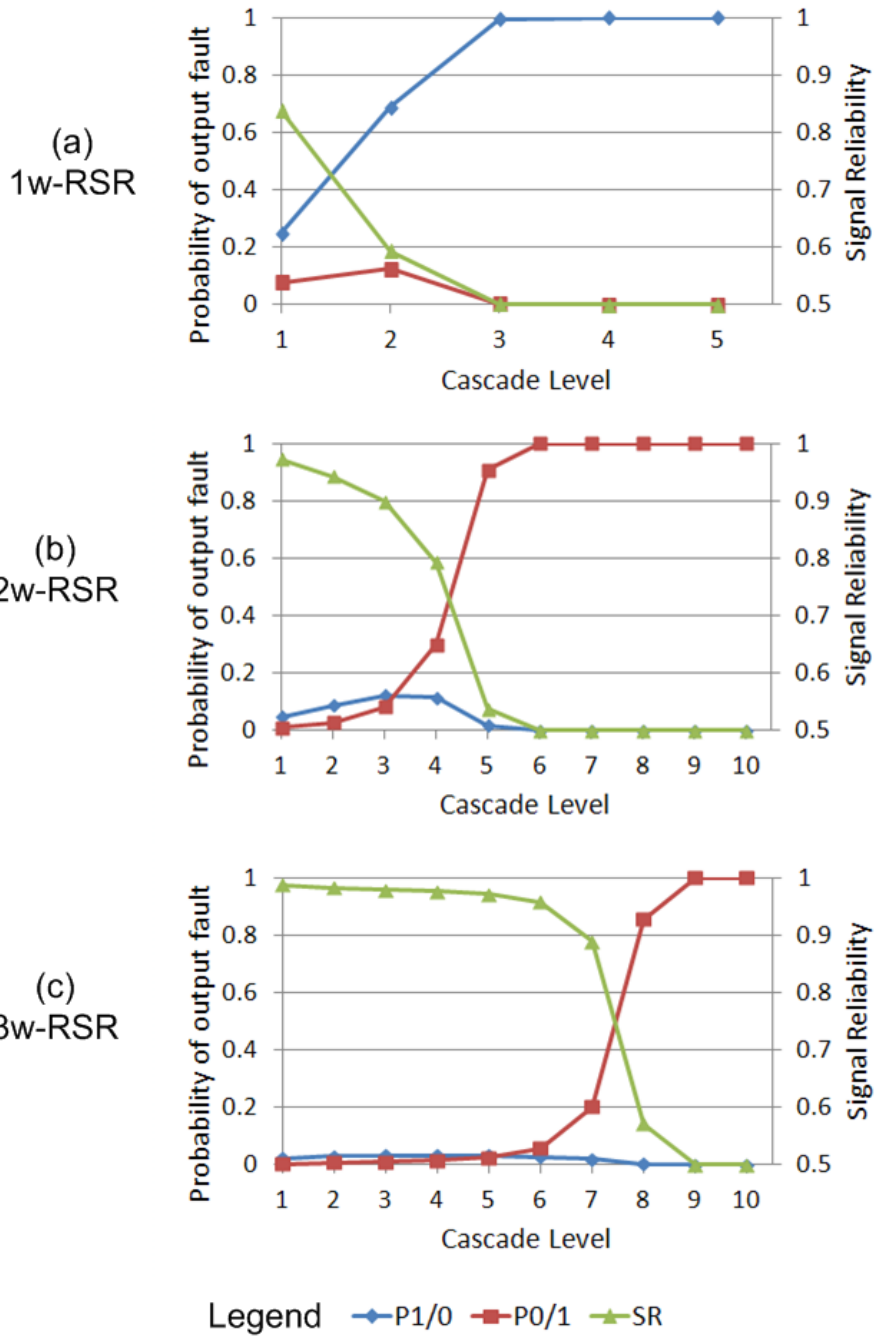 (a)
1w-RSR
Probability of output fault
1
0.8
0.6
0.4
0.2
0
1
0.9
0.8
0.7
0.6
0.5
Signal Reliability
1 2 3 4 5
Cascade Level
(b)
2w-RSR
Probability of output fault
1
0.8
0.6
0.4
0.2
0
1
0.9
0.8
0.7
0.6
0.5
Signal Reliability
1 2 3 4 5 6 7 8 9 10
Cascade Level
(c)
3w-RSR
Probability of output fault
1
0.8
0.6
0.4
0.2
0
1
0.9
0.8
0.7
0.6
0.5
Signal Reliability
1 2 3 4 5 6 7 8 9 10
Cascade Level
Legend P1/0 P0/1 SR